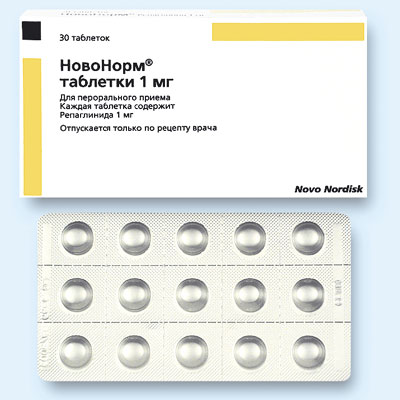 30 таблеток
НовоНорм®
таблетки 1 мг
Для перорального приема
Каждая таблетка содержит
Репаглинида 1 мг
Отпускается только по рецепту врача
Novo Nordisk